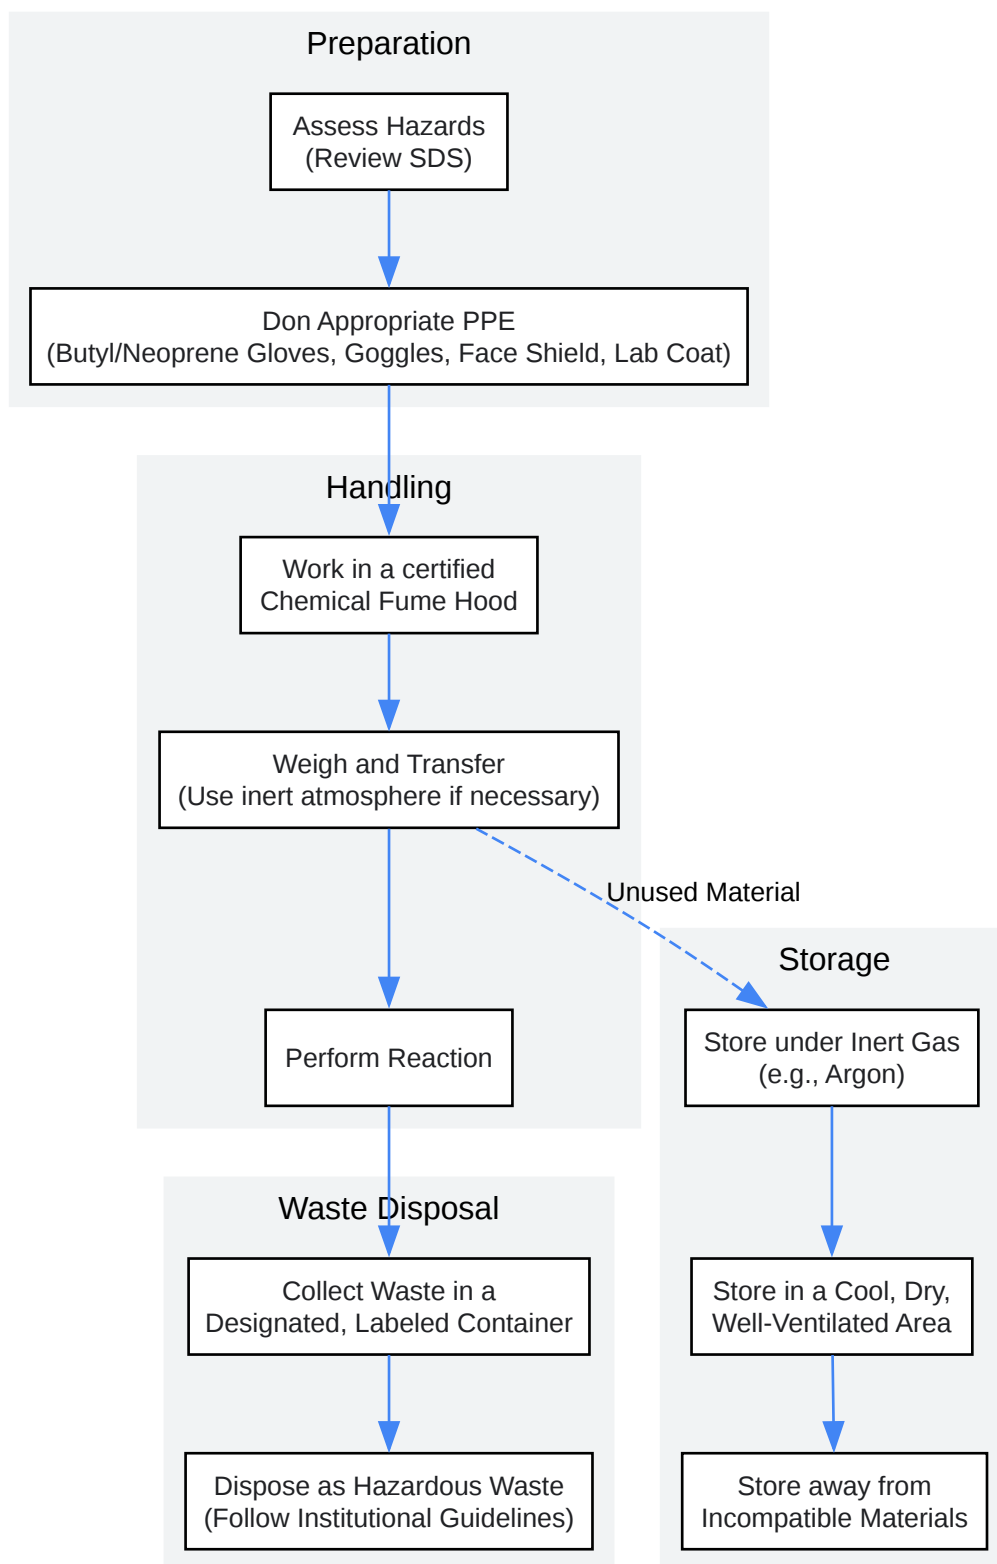 Preparation
Assess Hazards
(Review SDS)
Don Appropriate PPE
(Butyl/Neoprene Gloves, Goggles, Face Shield, Lab Coat)
Handling
Work in a certified
Chemical Fume Hood
Weigh and Transfer
(Use inert atmosphere if necessary)
Unused Material
Perform Reaction
Storage
Store under Inert Gas
(e.g., Argon)
Store in a Cool, Dry,
Well-Ventilated Area
Store away from
Incompatible Materials
Waste Disposal
Collect Waste in a
Designated, Labeled Container
Dispose as Hazardous Waste
(Follow Institutional Guidelines)